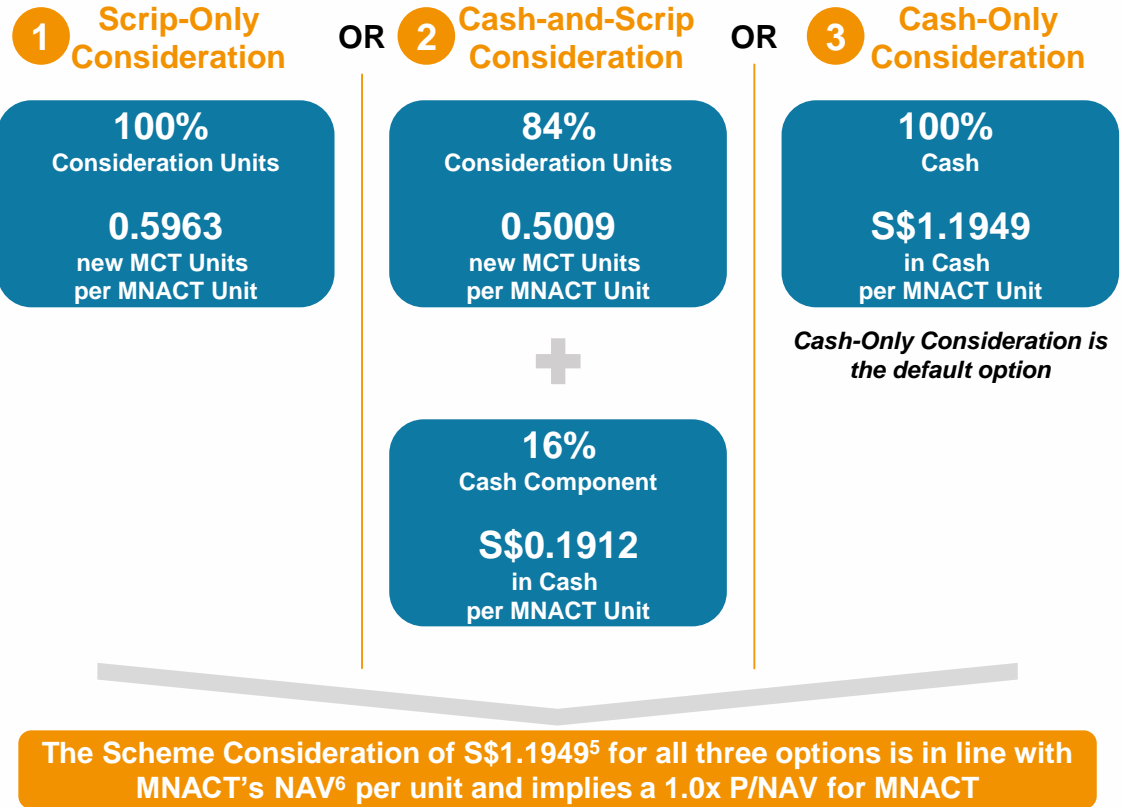 1
Scrip-Only
Consideration
OR
2
Cash-and-Scrip
Consideration
OR
3
Cash-Only
Consideration
100%
Consideration Units
0.5963
new MCT Units
per MNACT Unit
84%
Consideration Units
0.5009
new MCT Units
per MNACT Unit
16%
Cash Component
S$0.1912
in Cash
per MNACT Unit
100%
Cash
S$1.1949
in Cash
per MNACT Unit
Cash-Only Consideration is
the default option
The Scheme Consideration of S$1.1949⁵ for all three options is in line with
MNACT’s NAV⁶ per unit and implies a 1.0x P/NAV for MNACT